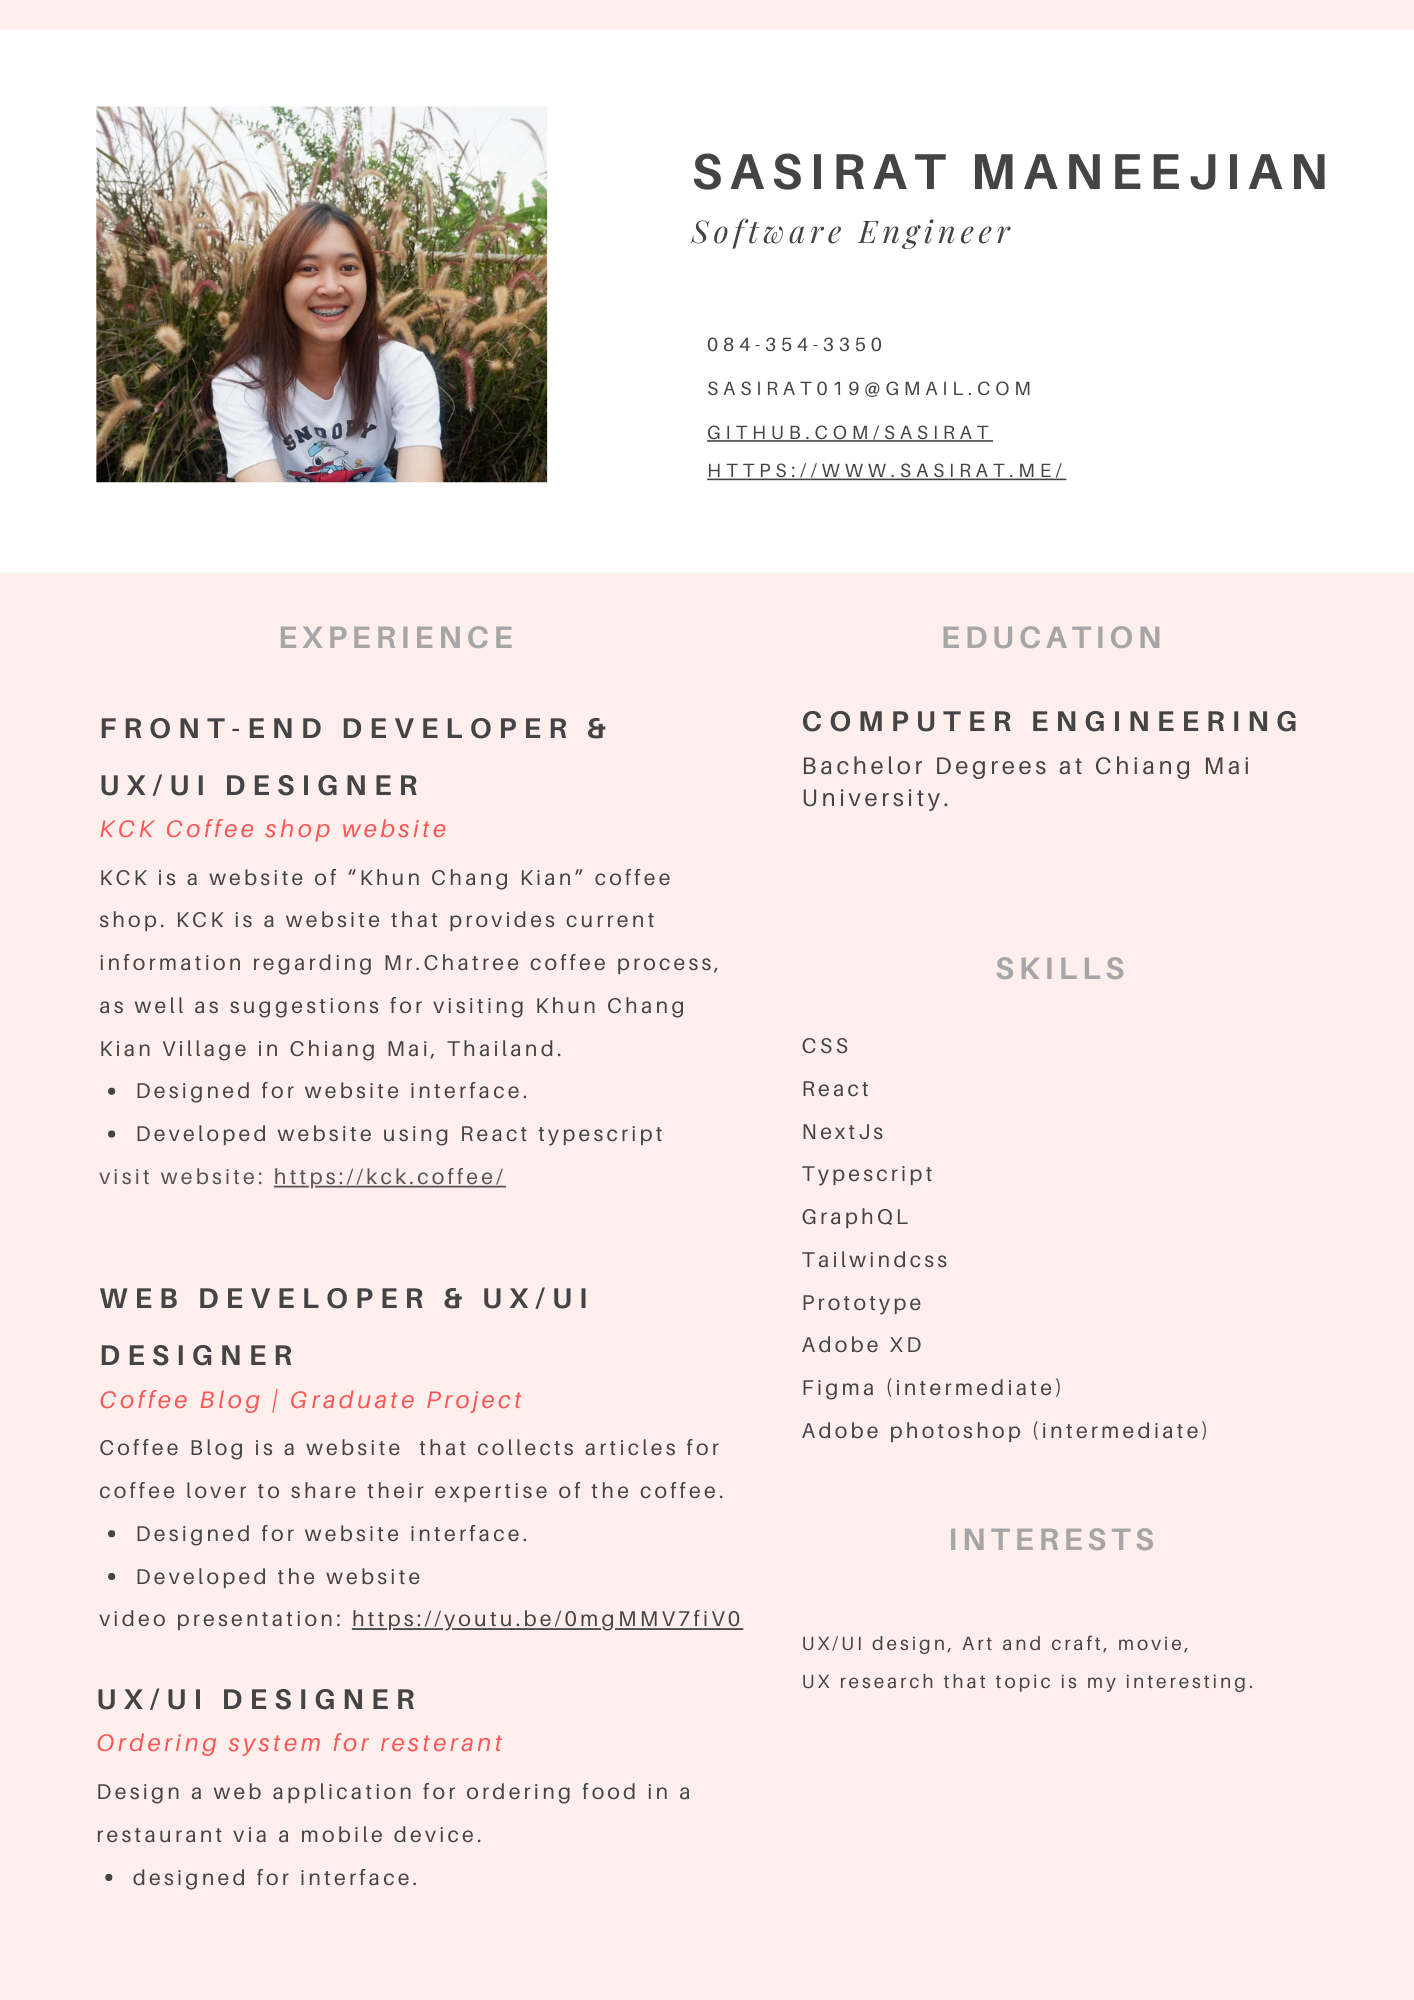 SASIRAT MANEEJIAN
Software Engineer
084-354-3350
SASIRAT019@GMAIL.COM
GITHUB.COM/SASIRAT
HTTPS://WWW.SASIRAT.ME/
SNOOPY
EXPERIENCE
FRONT-END DEVELOPER &
UX/UI DESIGNER
KCK Coffee shop website
KCK is a website of “Khun Chang Kian” coffee
shop. KCK is a website that provides current
information regarding Mr.Chatree coffee process,
as well as suggestions for visiting Khun Chang
Kian Village in Chiang Mai, Thailand.
• Designed for website interface.
• Developed website using React typescript
visit website: https://kck.coffee/
WEB DEVELOPER & UX/UI
DESIGNER
Coffee Blog | Graduate Project
Coffee Blog is a website  that collects articles for
coffee lover to share their expertise of the coffee.
• Designed for website interface.
• Developed the website
video presentation: https://youtu.be/0mgMMV7fiV0
UX/UI DESIGNER
Ordering system for resterant
Design a web application for ordering food in a
restaurant via a mobile device.
• designed for interface.
EDUCATION
COMPUTER ENGINEERING
Bachelor Degrees at Chiang Mai
University.
SKILLS
CSS
React
NextJs
Typescript
GraphQL
Tailwindcss
Prototype
Adobe XD
Figma (intermediate)
Adobe photoshop (intermediate)
INTERESTS
UX/UI design, Art and craft, movie,
UX research that topic is my interesting.